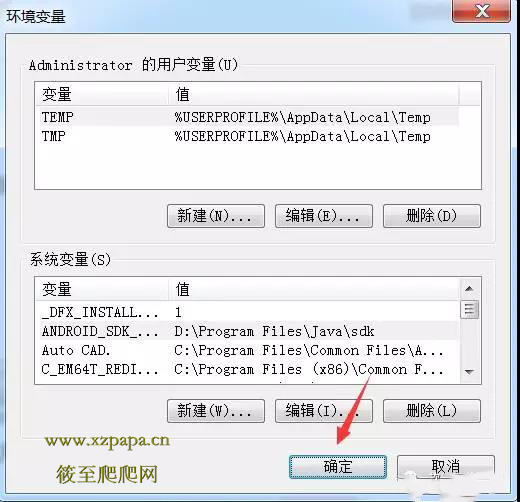 环境变量
Administrator 的用户变量(U)
变量 值
TEMP %USERPROFILE%\AppData\Local\Temp
TMP %USERPROFILE%\AppData\Local\Temp
新建(N)... 编辑(E)... 删除(D)
系统变量(S)
变量 值
_DFX_INSTALL... 1
ANDROID_SDK_... D:\Program Files\Java\sdk
Auto CAD. C:\Program Files\Common Files\A...
C_EM64T_REDI... C:\Program Files (x86)\Common F...
新建(W)... 编辑(I)... 删除(L)
www.xzpapa.cn
筱至爬爬网
确定 取消